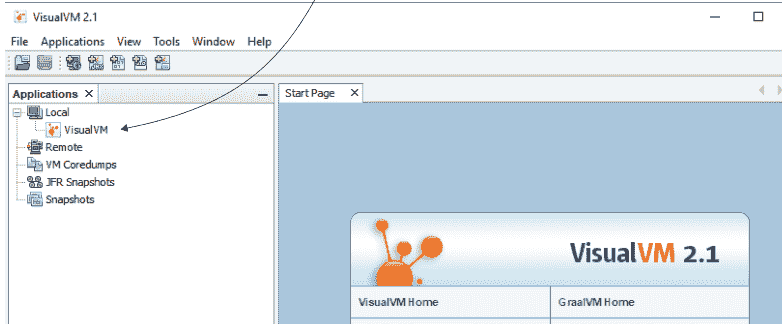 VisualVM 2.1
File Applications View Tools Window Help
Applications
Start Page
Local
VisualVM
Remote
VM Coredumps
JFR Snapshots
Snapshots
VisualVM 2.1
VisualVM Home
GraalVM Home